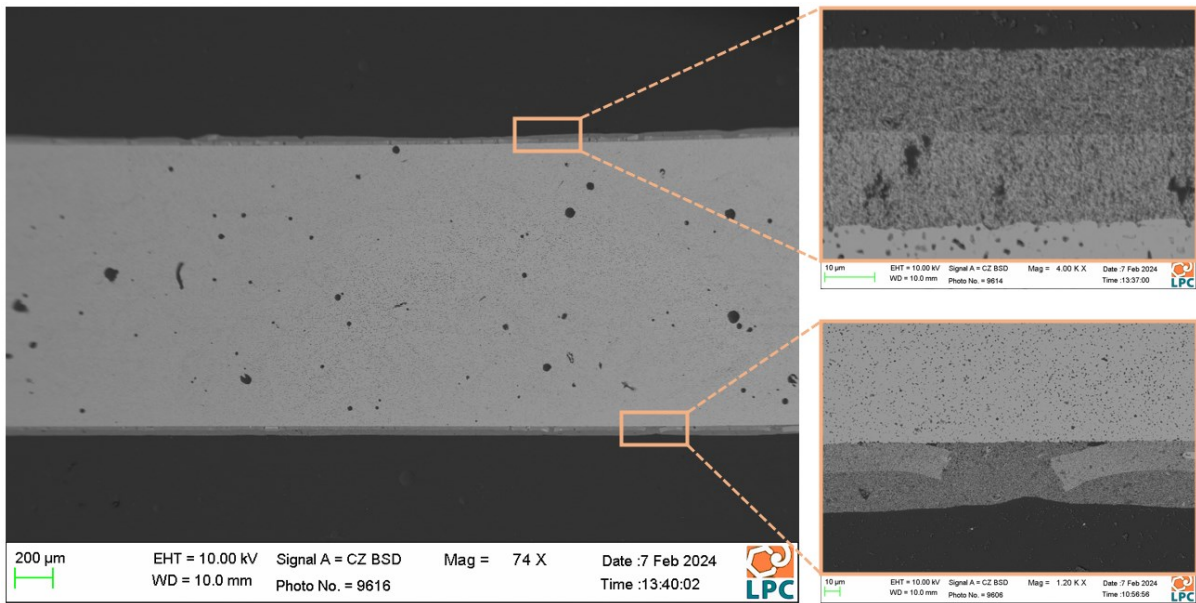 200 µm
EHT = 10.00 kV Signal A = CZ BSD Mag = 74 X Date :7 Feb 2024
WD = 10.0 mm Photo No. = 9616 Time :13:40:02
LPC
10 µm EHT = 10.00 kV Signal A = CZ BSD Mag = 4.00 K X Date :7 Feb 2024
WD = 10.0 mm Photo No. = 9614 Time :13:37:00
LPC
10 µm EHT = 10.00 kV Signal A = CZ BSD Mag = 1.20 K X Date :7 Feb 2024
WD = 10.0 mm Photo No. = 9606 Time :10:56:56
LPC